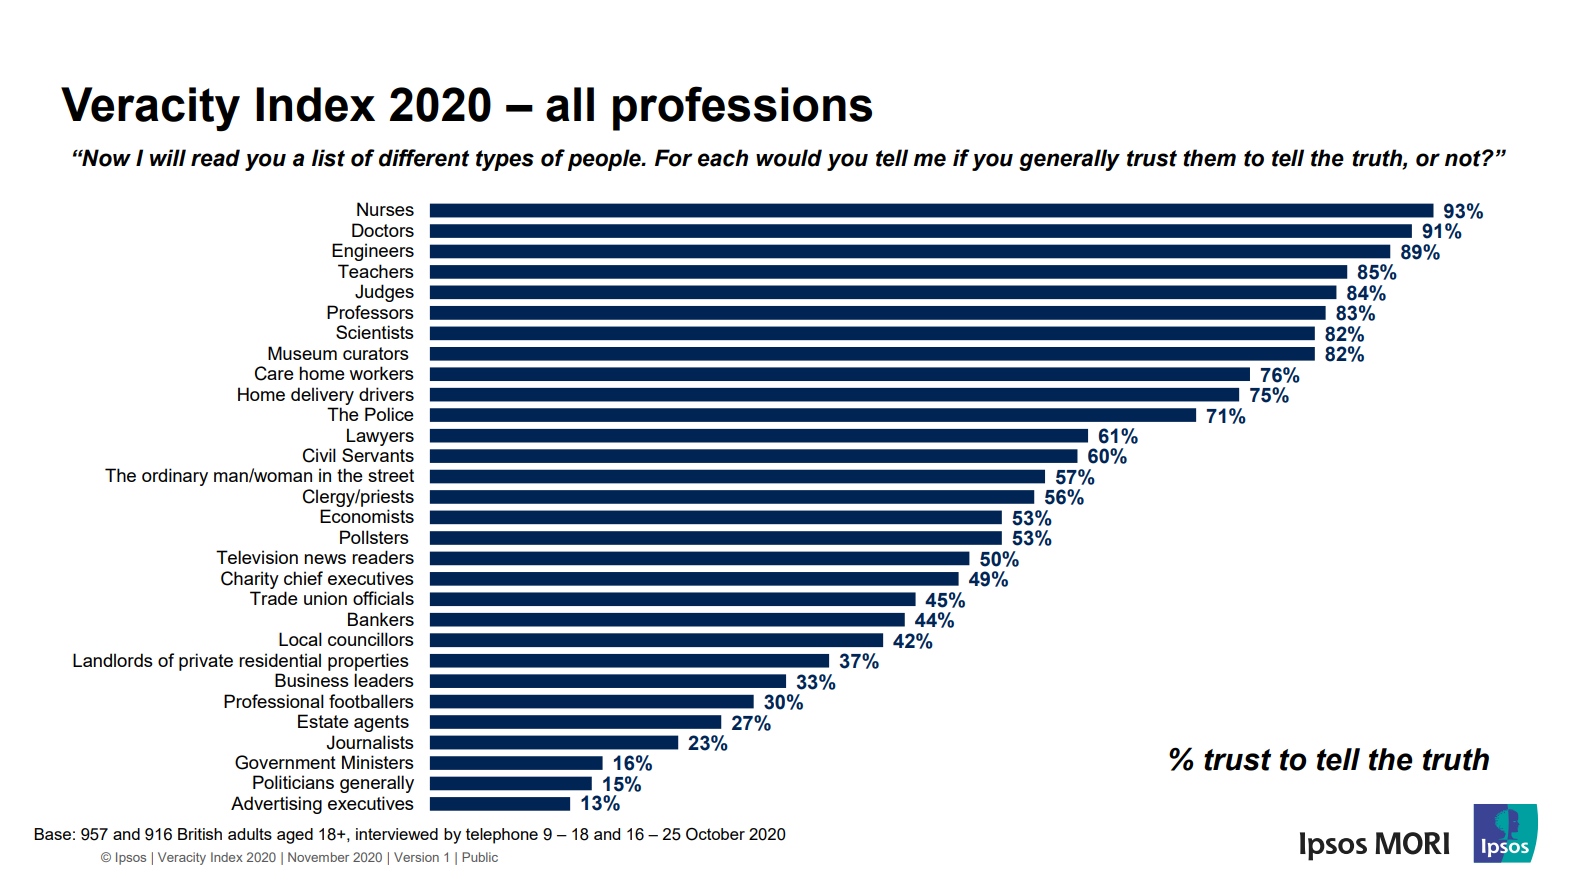 Veracity Index 2020 – all professions
“Now I will read you a list of different types of people. For each would you tell me if you generally trust them to tell the truth, or not?”
Nurses 93%
Doctors 91%
Engineers 89%
Teachers 85%
Judges 84%
Professors 83%
Scientists 82%
Museum curators 82%
Care home workers 76%
Home delivery drivers 75%
The Police 71%
Lawyers 61%
Civil Servants 60%
The ordinary man/woman in the street 57%
Clergy/priests 56%
Economists 53%
Pollsters 53%
Television news readers 50%
Charity chief executives 49%
Trade union officials 45%
Bankers 44%
Local councillors 42%
Landlords of private residential properties 37%
Business leaders 33%
Professional footballers 30%
Estate agents 27%
Journalists 23%
Government Ministers 16%
Politicians generally 15%
Advertising executives 13%
% trust to tell the truth
Base: 957 and 916 British adults aged 18+, interviewed by telephone 9 – 18 and 16 – 25 October 2020
© Ipsos | Veracity Index 2020 | November 2020 | Version 1 | Public
Ipsos MORI
Ipsos